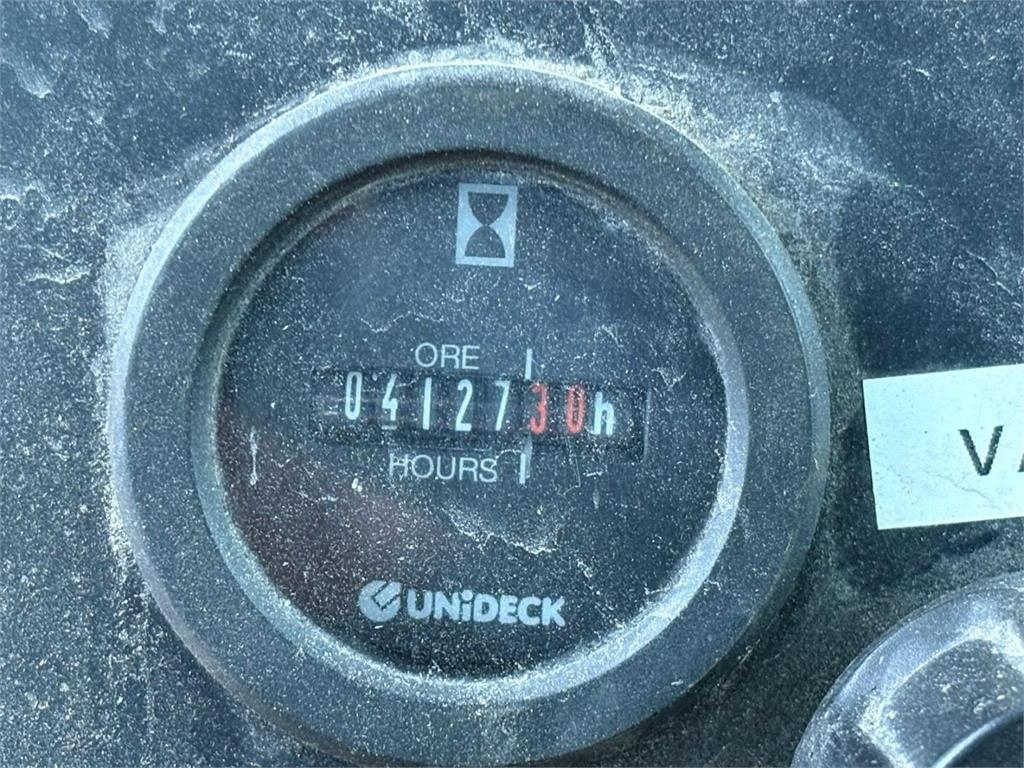 ORE
0412730h
HOURS
UNiDECK
V